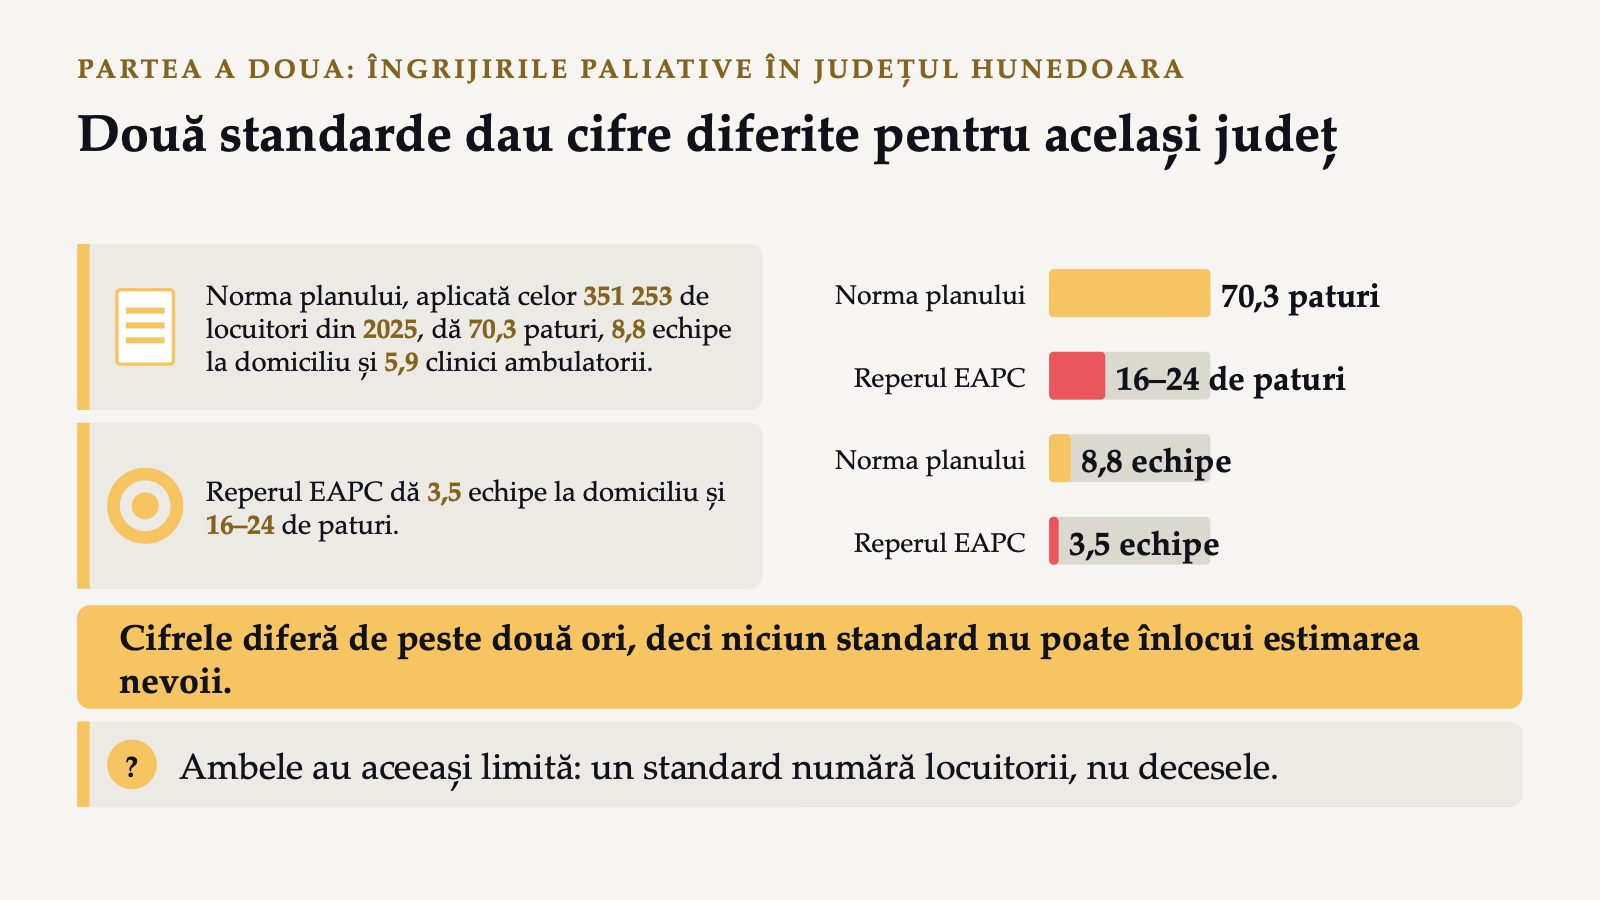 PARTEA A DOUA: ÎNGRIJIRILE PALIATIVE ÎN JUDEȚUL HUNEDOARA
Două standarde dau cifre diferite pentru același județ
Norma planului, aplicată celor 351 253 de
locuitori din 2025, dă 70,3 paturi, 8,8 echipe
la domiciliu și 5,9 clinici ambulatorii.
Reperul EAPC dă 3,5 echipe la domiciliu și
16–24 de paturi.
Norma planului 70,3 paturi
Reperul EAPC 16–24 de paturi
Norma planului 8,8 echipe
Reperul EAPC 3,5 echipe
Cifrele diferă de peste două ori, deci niciun standard nu poate înlocui estimarea
nevoii.
? Ambele au aceeași limită: un standard numără locuitorii, nu decesele.